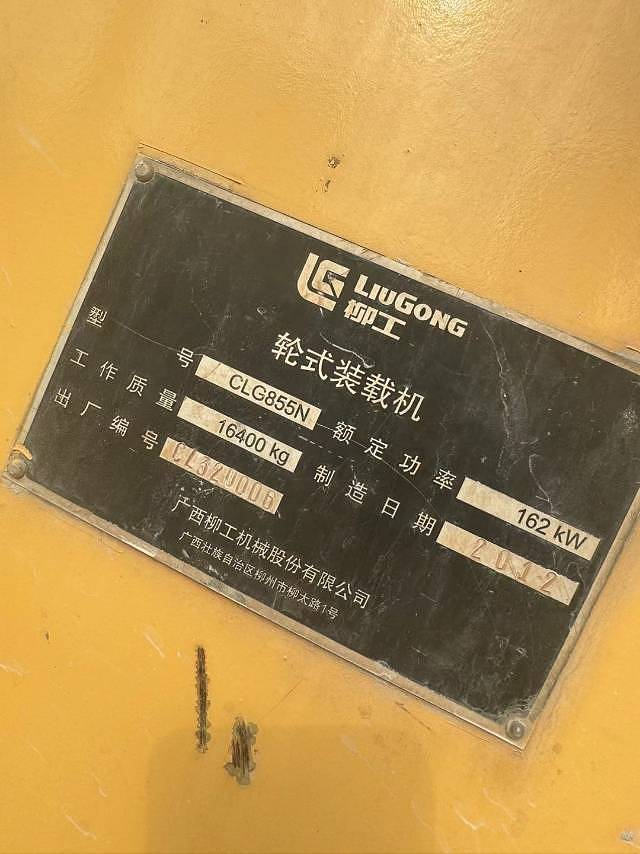 LIUGONG
柳工
轮式装载机
型号 CLG855N 额定功率 162 kW
工作质量 16400 kg 制造日期 2012
出厂编号 CL320006
广西柳工机械股份有限公司
广西壮族自治区柳州市柳太路1号